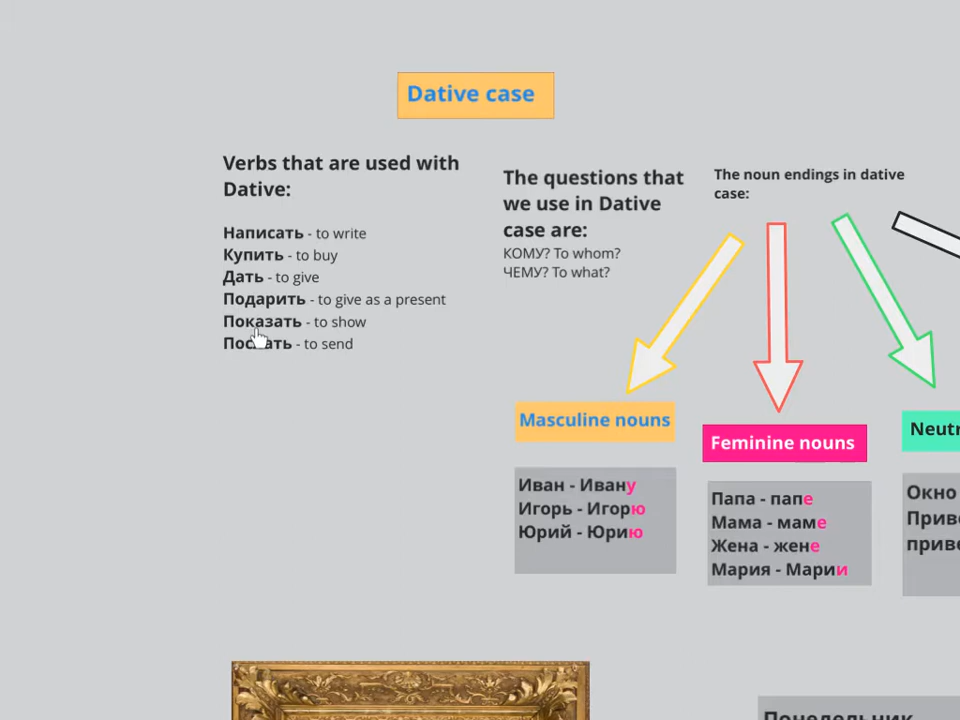 Dative case
Verbs that are used with
Dative:
Написать - to write
Купить - to buy
Дать - to give
Подарить - to give as a present
Показать - to show
- to send
The questions that
we use in Dative
case are:
КОМУ? To whom?
ЧЕМУ? To what?
The noun endings in dative
case:
Masculine nouns
Иван - Ивану
Игорь - Игорю
Юрий - Юрию
Feminine nouns
Папа - папе
Мама - маме
Жена - жене
Мария - Марии
Окно
Понедельник